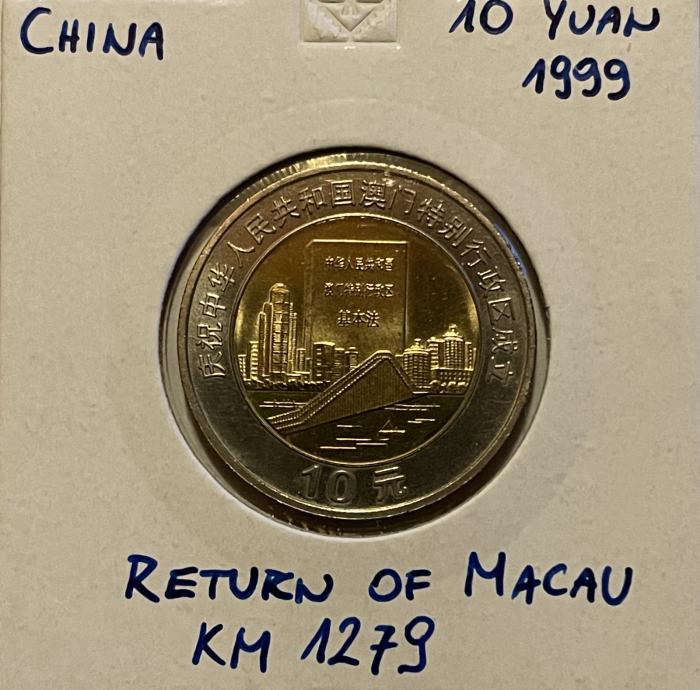 CHINA
10 YUAN
1999
庆祝中华人民共和国澳门特别行政区成立
中华人民共和国
澳门特别行政区
基本法
10元
RETURN OF MACAU
KM 1279